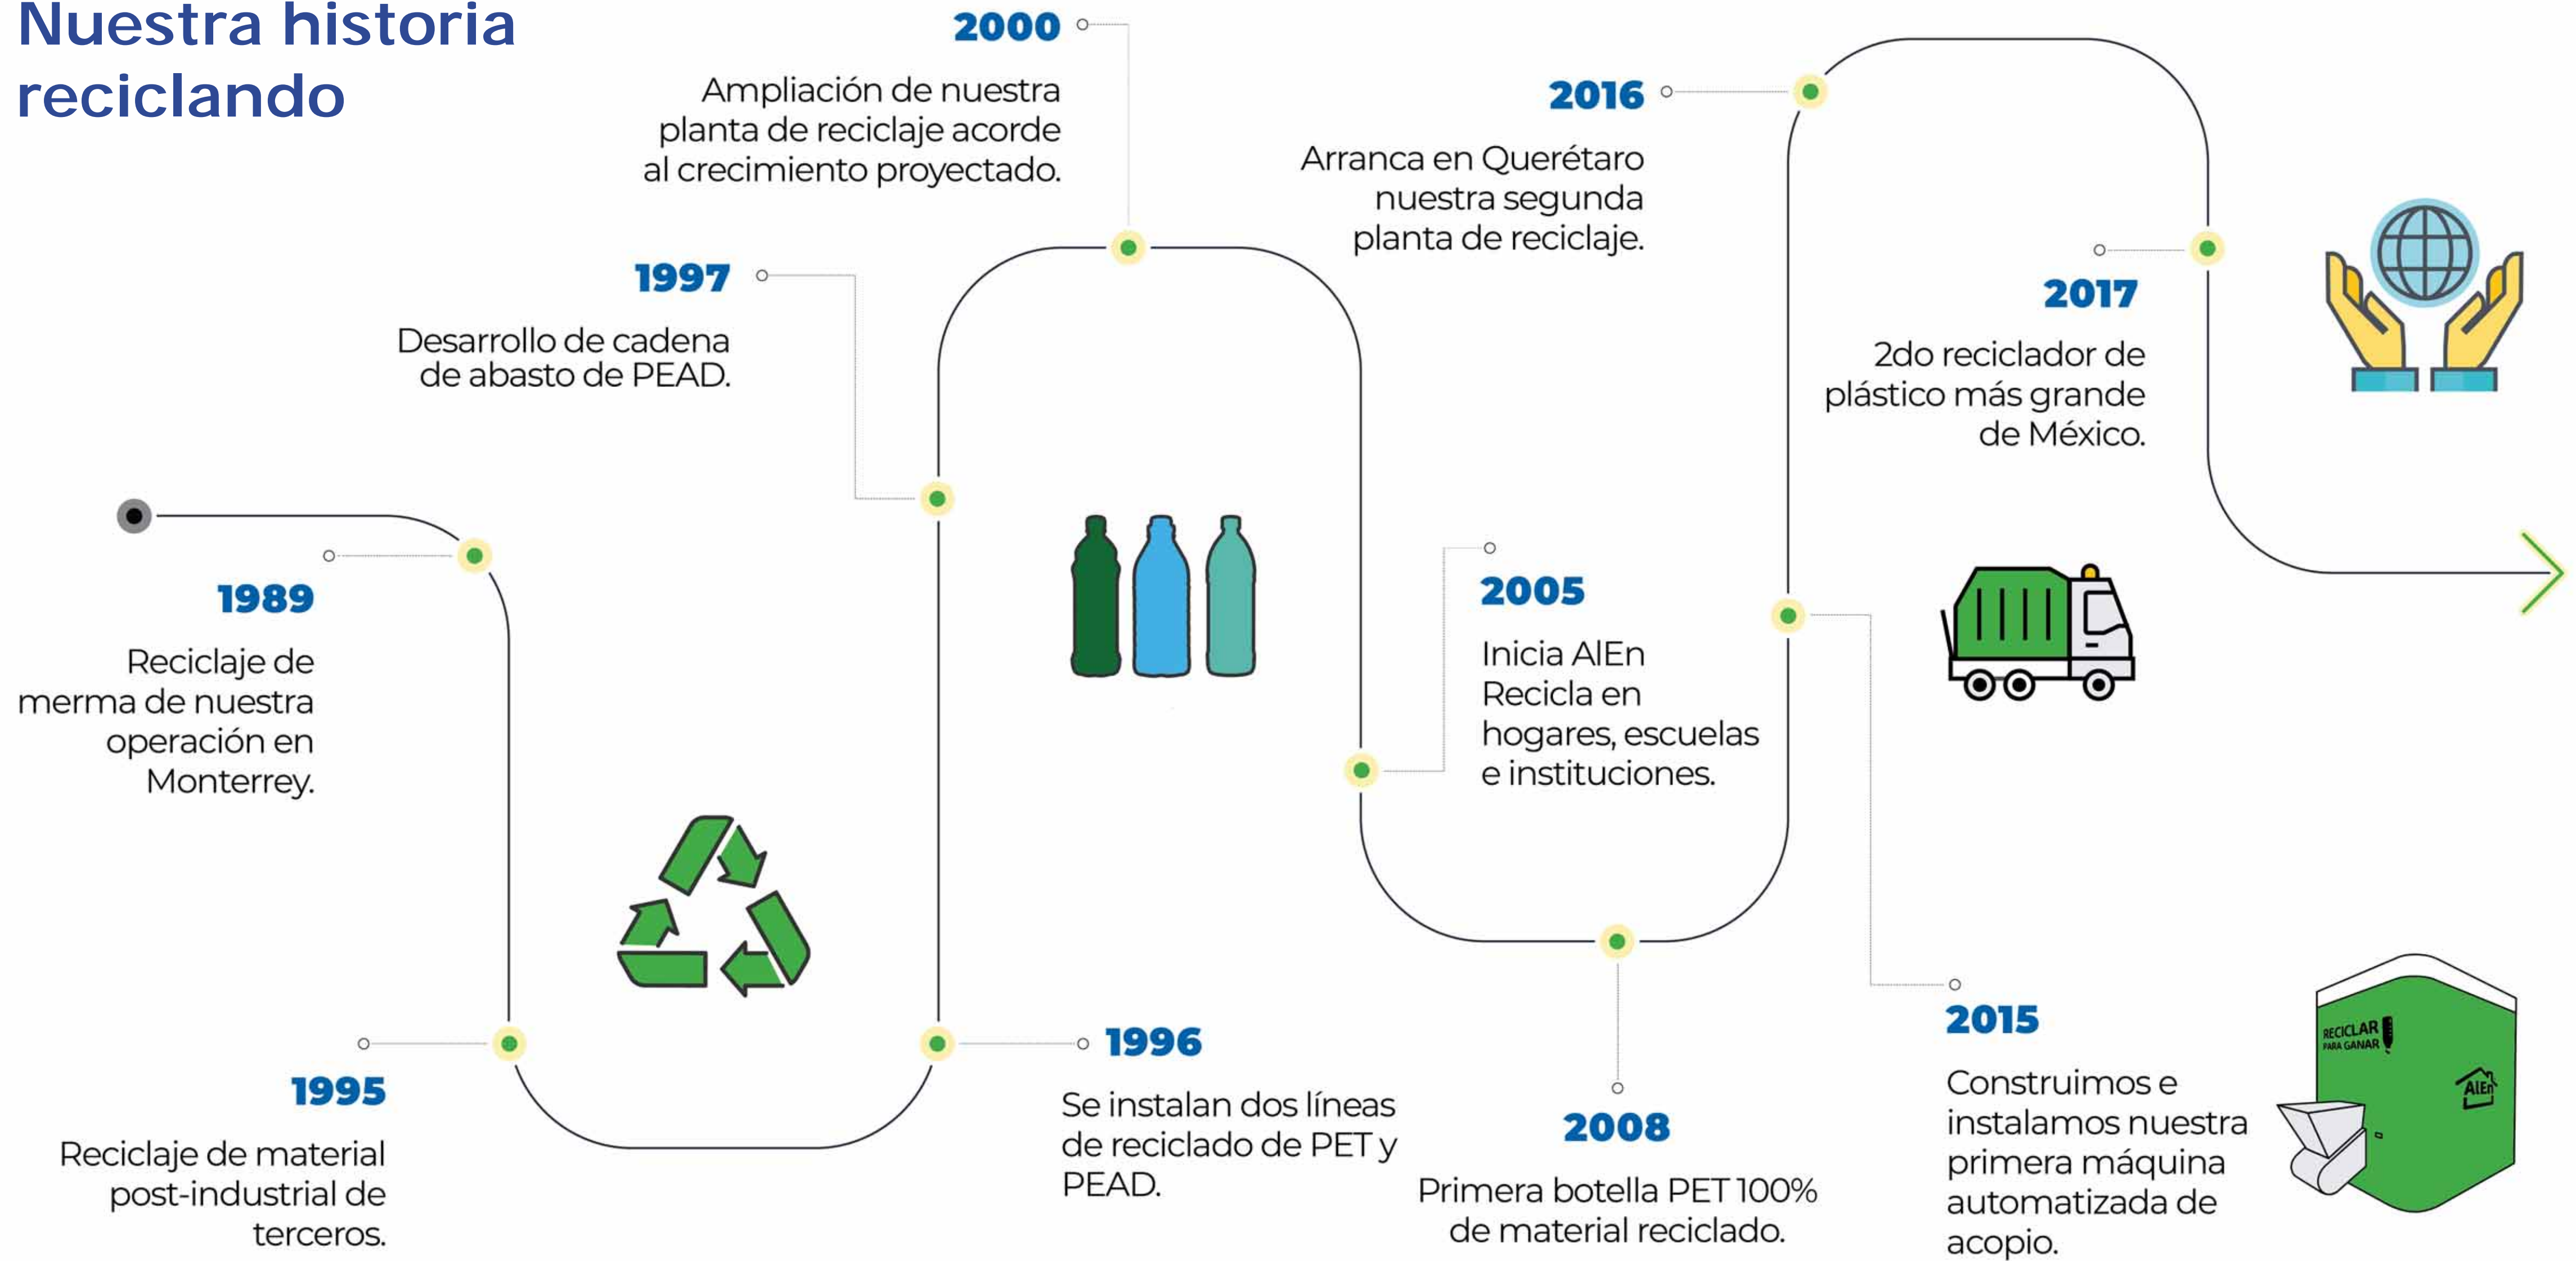 Nuestra historia
reciclando
1989
Reciclaje de
merma de nuestra
operación en
Monterrey.
1995
Reciclaje de material
post-industrial de
terceros.
1996
Se instalan dos líneas
de reciclado de PET y
PEAD.
1997
Desarrollo de cadena
de abasto de PEAD.
2000
Ampliación de nuestra
planta de reciclaje acorde
al crecimiento proyectado.
2005
Inicia AlEn
Recicla en
hogares, escuelas
e instituciones.
2008
Primera botella PET 100%
de material reciclado.
2015
Construimos e
instalamos nuestra
primera máquina
automatizada de
acopio.
RECICLAR
PARA GANAR
AlEn
2016
Arranca en Querétaro
nuestra segunda
planta de reciclaje.
2017
2do reciclador de
plástico más grande
de México.